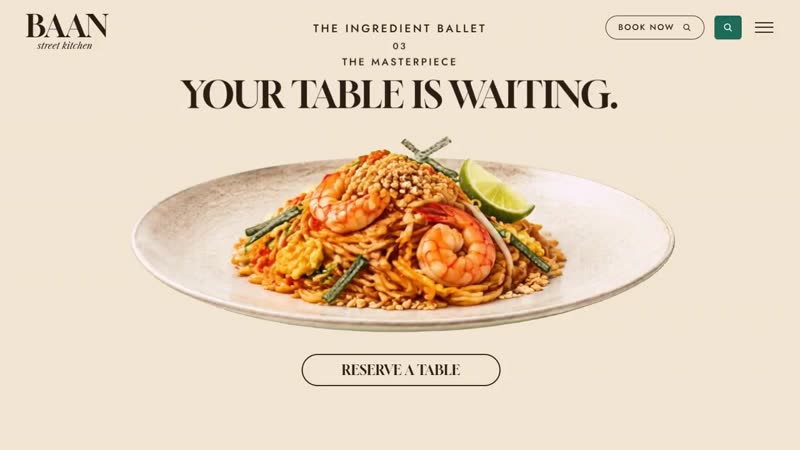 BAAN
street kitchen
THE INGREDIENT BALLET
03
THE MASTERPIECE
YOUR TABLE IS WAITING.
BOOK NOW
RESERVE A TABLE